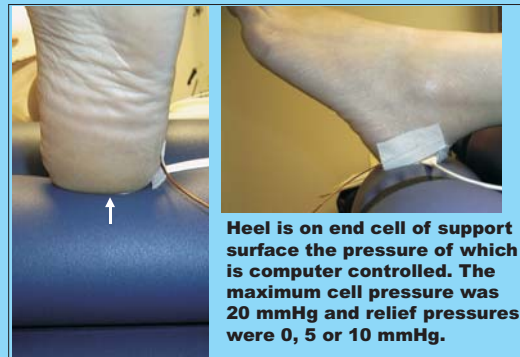 Heel is on end cell of support
surface the pressure of which
is computer controlled. The
maximum cell pressure was
20 mmHg and relief pressures
were 0, 5 or 10 mmHg.